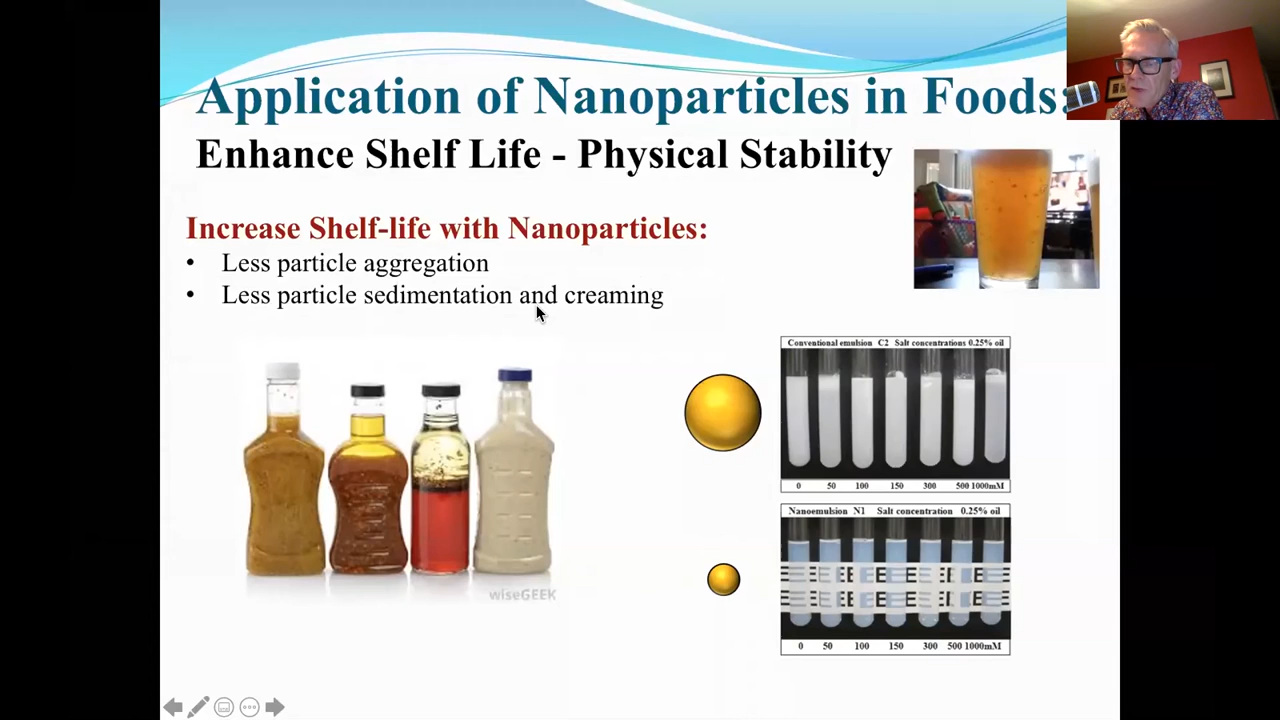 Application of Nanoparticles in Foods:
Enhance Shelf Life - Physical Stability
Increase Shelf-life with Nanoparticles:
• Less particle aggregation
• Less particle sedimentation and creaming
wiseGEEK
Conventional emulsion C2 Salt concentrations 0.25% oil
0 50 100 150 300 500 1000mM
Nanoemulsion N1 Salt concentration 0.25% oil
0 50 100 150 300 500 1000mM